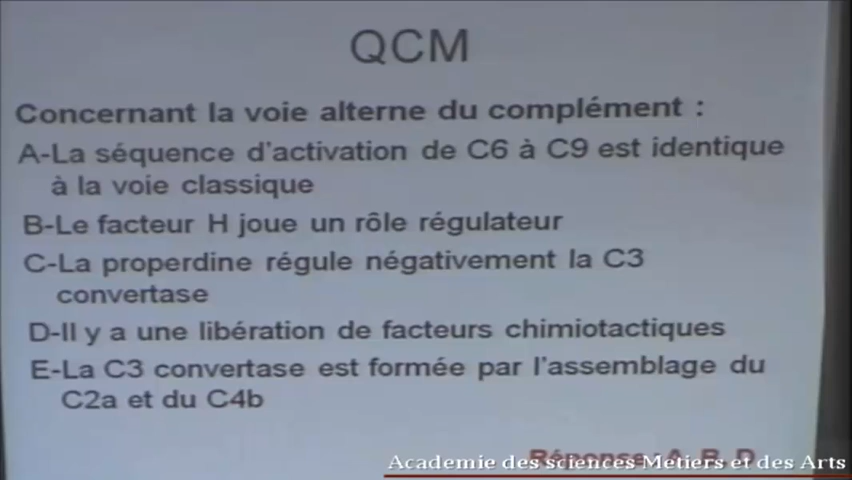 QCM
Concernant la voie alterne du complément :
A-La séquence d'activation de C6 à C9 est identique
à la voie classique
B-Le facteur H joue un rôle régulateur
C-La properdine régule négativement la C3
convertase
D-Il y a une libération de facteurs chimiotactiques
E-La C3 convertase est formée par l'assemblage du
C2a et du C4b
Réponse A, B, D
Academie des sciences Metiers et des Arts